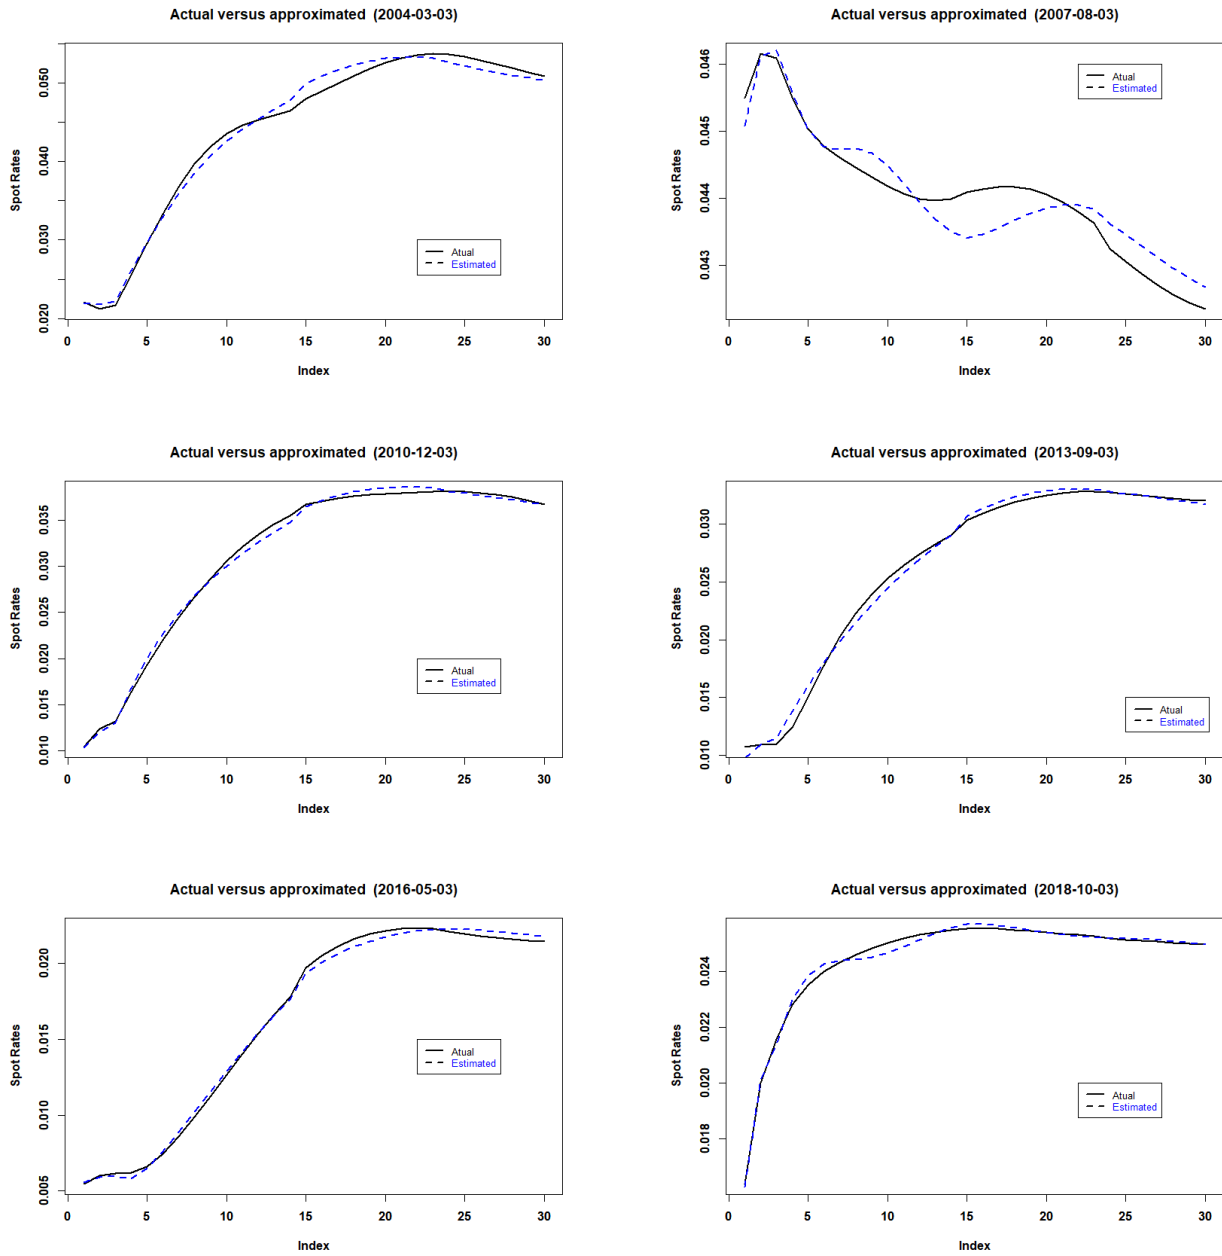 Actual versus approximated (2004-03-03)
Spot Rates
0.050
0.040
0.030
0.020
Atual
Estimated
0 5 10 15 20 25 30
Index
Actual versus approximated (2007-08-03)
Spot Rates
0.046
0.045
0.044
0.043
Atual
Estimated
0 5 10 15 20 25 30
Index
Actual versus approximated (2010-12-03)
Spot Rates
0.035
0.030
0.025
0.020
0.015
0.010
Atual
Estimated
0 5 10 15 20 25 30
Index
Actual versus approximated (2013-09-03)
Spot Rates
0.030
0.025
0.020
0.015
0.010
Atual
Estimated
0 5 10 15 20 25 30
Index
Actual versus approximated (2016-05-03)
Spot Rates
0.020
0.015
0.010
0.005
Atual
Estimated
0 5 10 15 20 25 30
Index
Actual versus approximated (2018-10-03)
Spot Rates
0.024
0.022
0.020
0.018
Atual
Estimated
0 5 10 15 20 25 30
Index